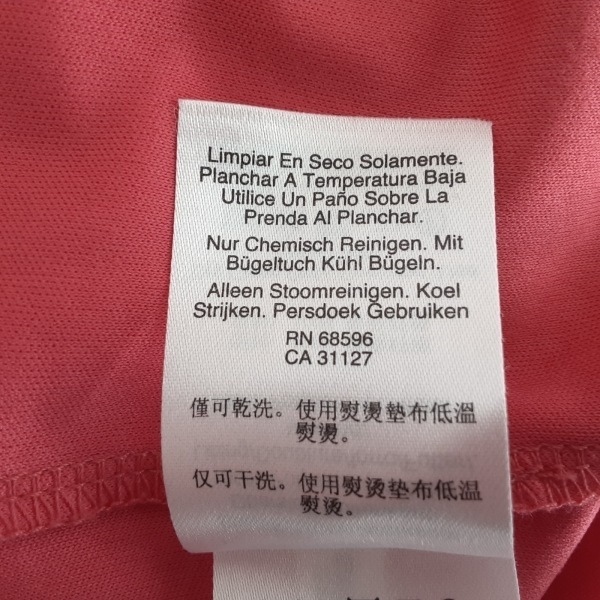 Limpiar En Seco Solamente.
Planchar A Temperatura Baja
Utilice Un Paño Sobre La
Prenda Al Planchar.
Nur Chemisch Reinigen. Mit
Bügeltuch Kühl Bügeln.
Alleen Stoomreinigen. Koel
Strijken. Persdoek Gebruiken
RN 68596
CA 31127
僅可乾洗。使用熨燙墊布低溫
熨燙。
仅可干洗。使用熨烫垫布低温
熨烫。